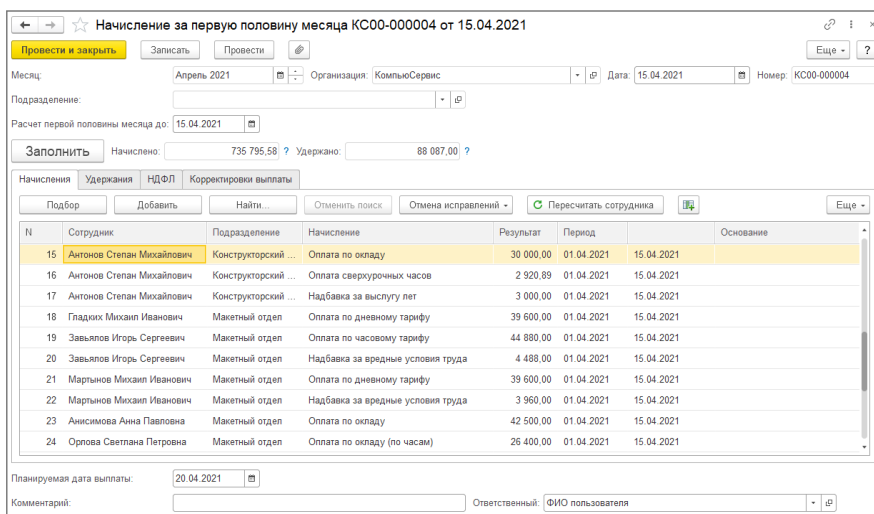 Начисление за первую половину месяца КС00-000004 от 15.04.2021
Провести и закрыть Записать Провести Еще ?
Месяц: Апрель 2021 Организация: КомпьюСервис Дата: 15.04.2021 Номер: КС00-000004
Подразделение:
Расчет первой половины месяца до: 15.04.2021
Заполнить Начислено: 735 795,58 ? Удержано: 88 087,00 ?
Начисления Удержания НДФЛ Корректировки выплаты
Подбор Добавить Найти... Отменить поиск Отмена исправлений Пересчитать сотрудника Еще
N Сотрудник Подразделение Начисление Результат Период Основание
15 Антонов Степан Михайлович Конструкторский ... Оплата по окладу 30 000,00 01.04.2021 15.04.2021
16 Антонов Степан Михайлович Конструкторский ... Оплата сверхурочных часов 2 920,89 01.04.2021 15.04.2021
17 Антонов Степан Михайлович Конструкторский ... Надбавка за выслугу лет 3 000,00 01.04.2021 15.04.2021
18 Гладких Михаил Иванович Макетный отдел Оплата по дневному тарифу 39 600,00 01.04.2021 15.04.2021
19 Завьялов Игорь Сергеевич Макетный отдел Оплата по часовому тарифу 44 880,00 01.04.2021 15.04.2021
20 Завьялов Игорь Сергеевич Макетный отдел Надбавка за вредные условия труда 4 488,00 01.04.2021 15.04.2021
21 Мартынов Михаил Иванович Макетный отдел Оплата по дневному тарифу 39 600,00 01.04.2021 15.04.2021
22 Мартынов Михаил Иванович Макетный отдел Надбавка за вредные условия труда 3 960,00 01.04.2021 15.04.2021
23 Анисимова Анна Павловна Макетный отдел Оплата по окладу 42 500,00 01.04.2021 15.04.2021
24 Орлова Светлана Петровна Макетный отдел Оплата по окладу (по часам) 26 400,00 01.04.2021 15.04.2021
Планируемая дата выплаты: 20.04.2021
Комментарий: Ответственный: ФИО пользователя